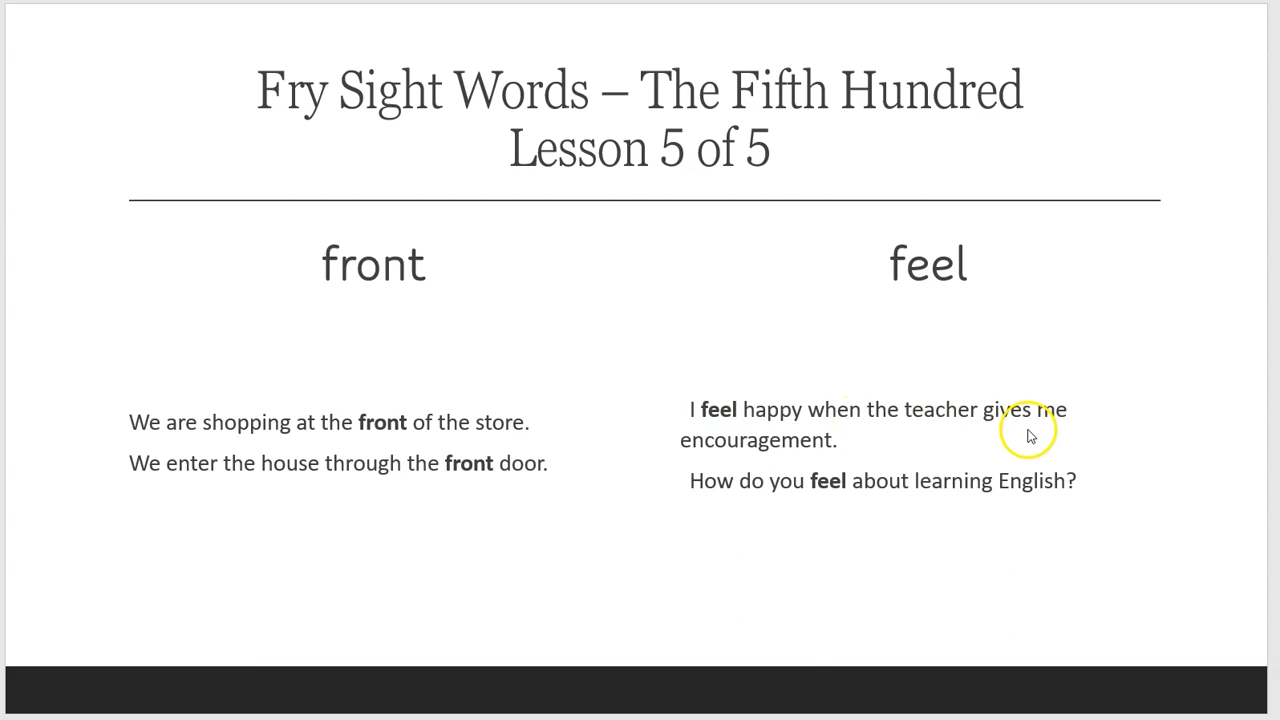 Fry Sight Words – The Fifth Hundred
Lesson 5 of 5
front
We are shopping at the front of the store.
We enter the house through the front door.
feel
I feel happy when the teacher gives me
encouragement.
How do you feel about learning English?